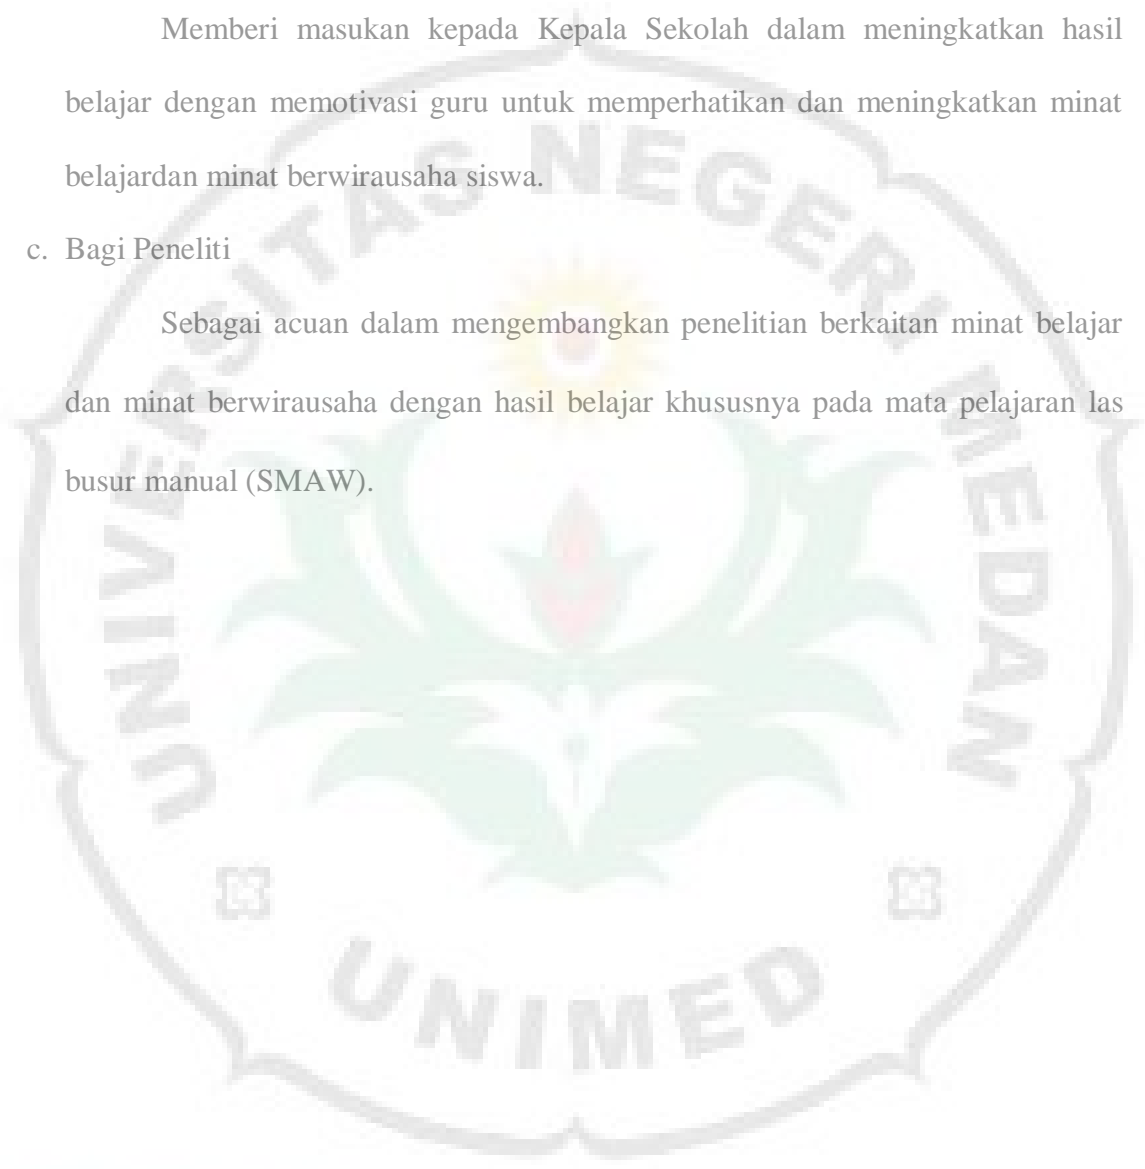 Memberi masukan kepada Kepala Sekolah dalam meningkatkan hasil
belajar dengan memotivasi guru untuk memperhatikan dan meningkatkan minat
belajardan minat berwirausaha siswa.
c. Bagi Peneliti
Sebagai acuan dalam mengembangkan penelitian berkaitan minat belajar
dan minat berwirausaha dengan hasil belajar khususnya pada mata pelajaran las
busur manual (SMAW).
UNIVERSITAS NEGERI MEDAN
UNIMED